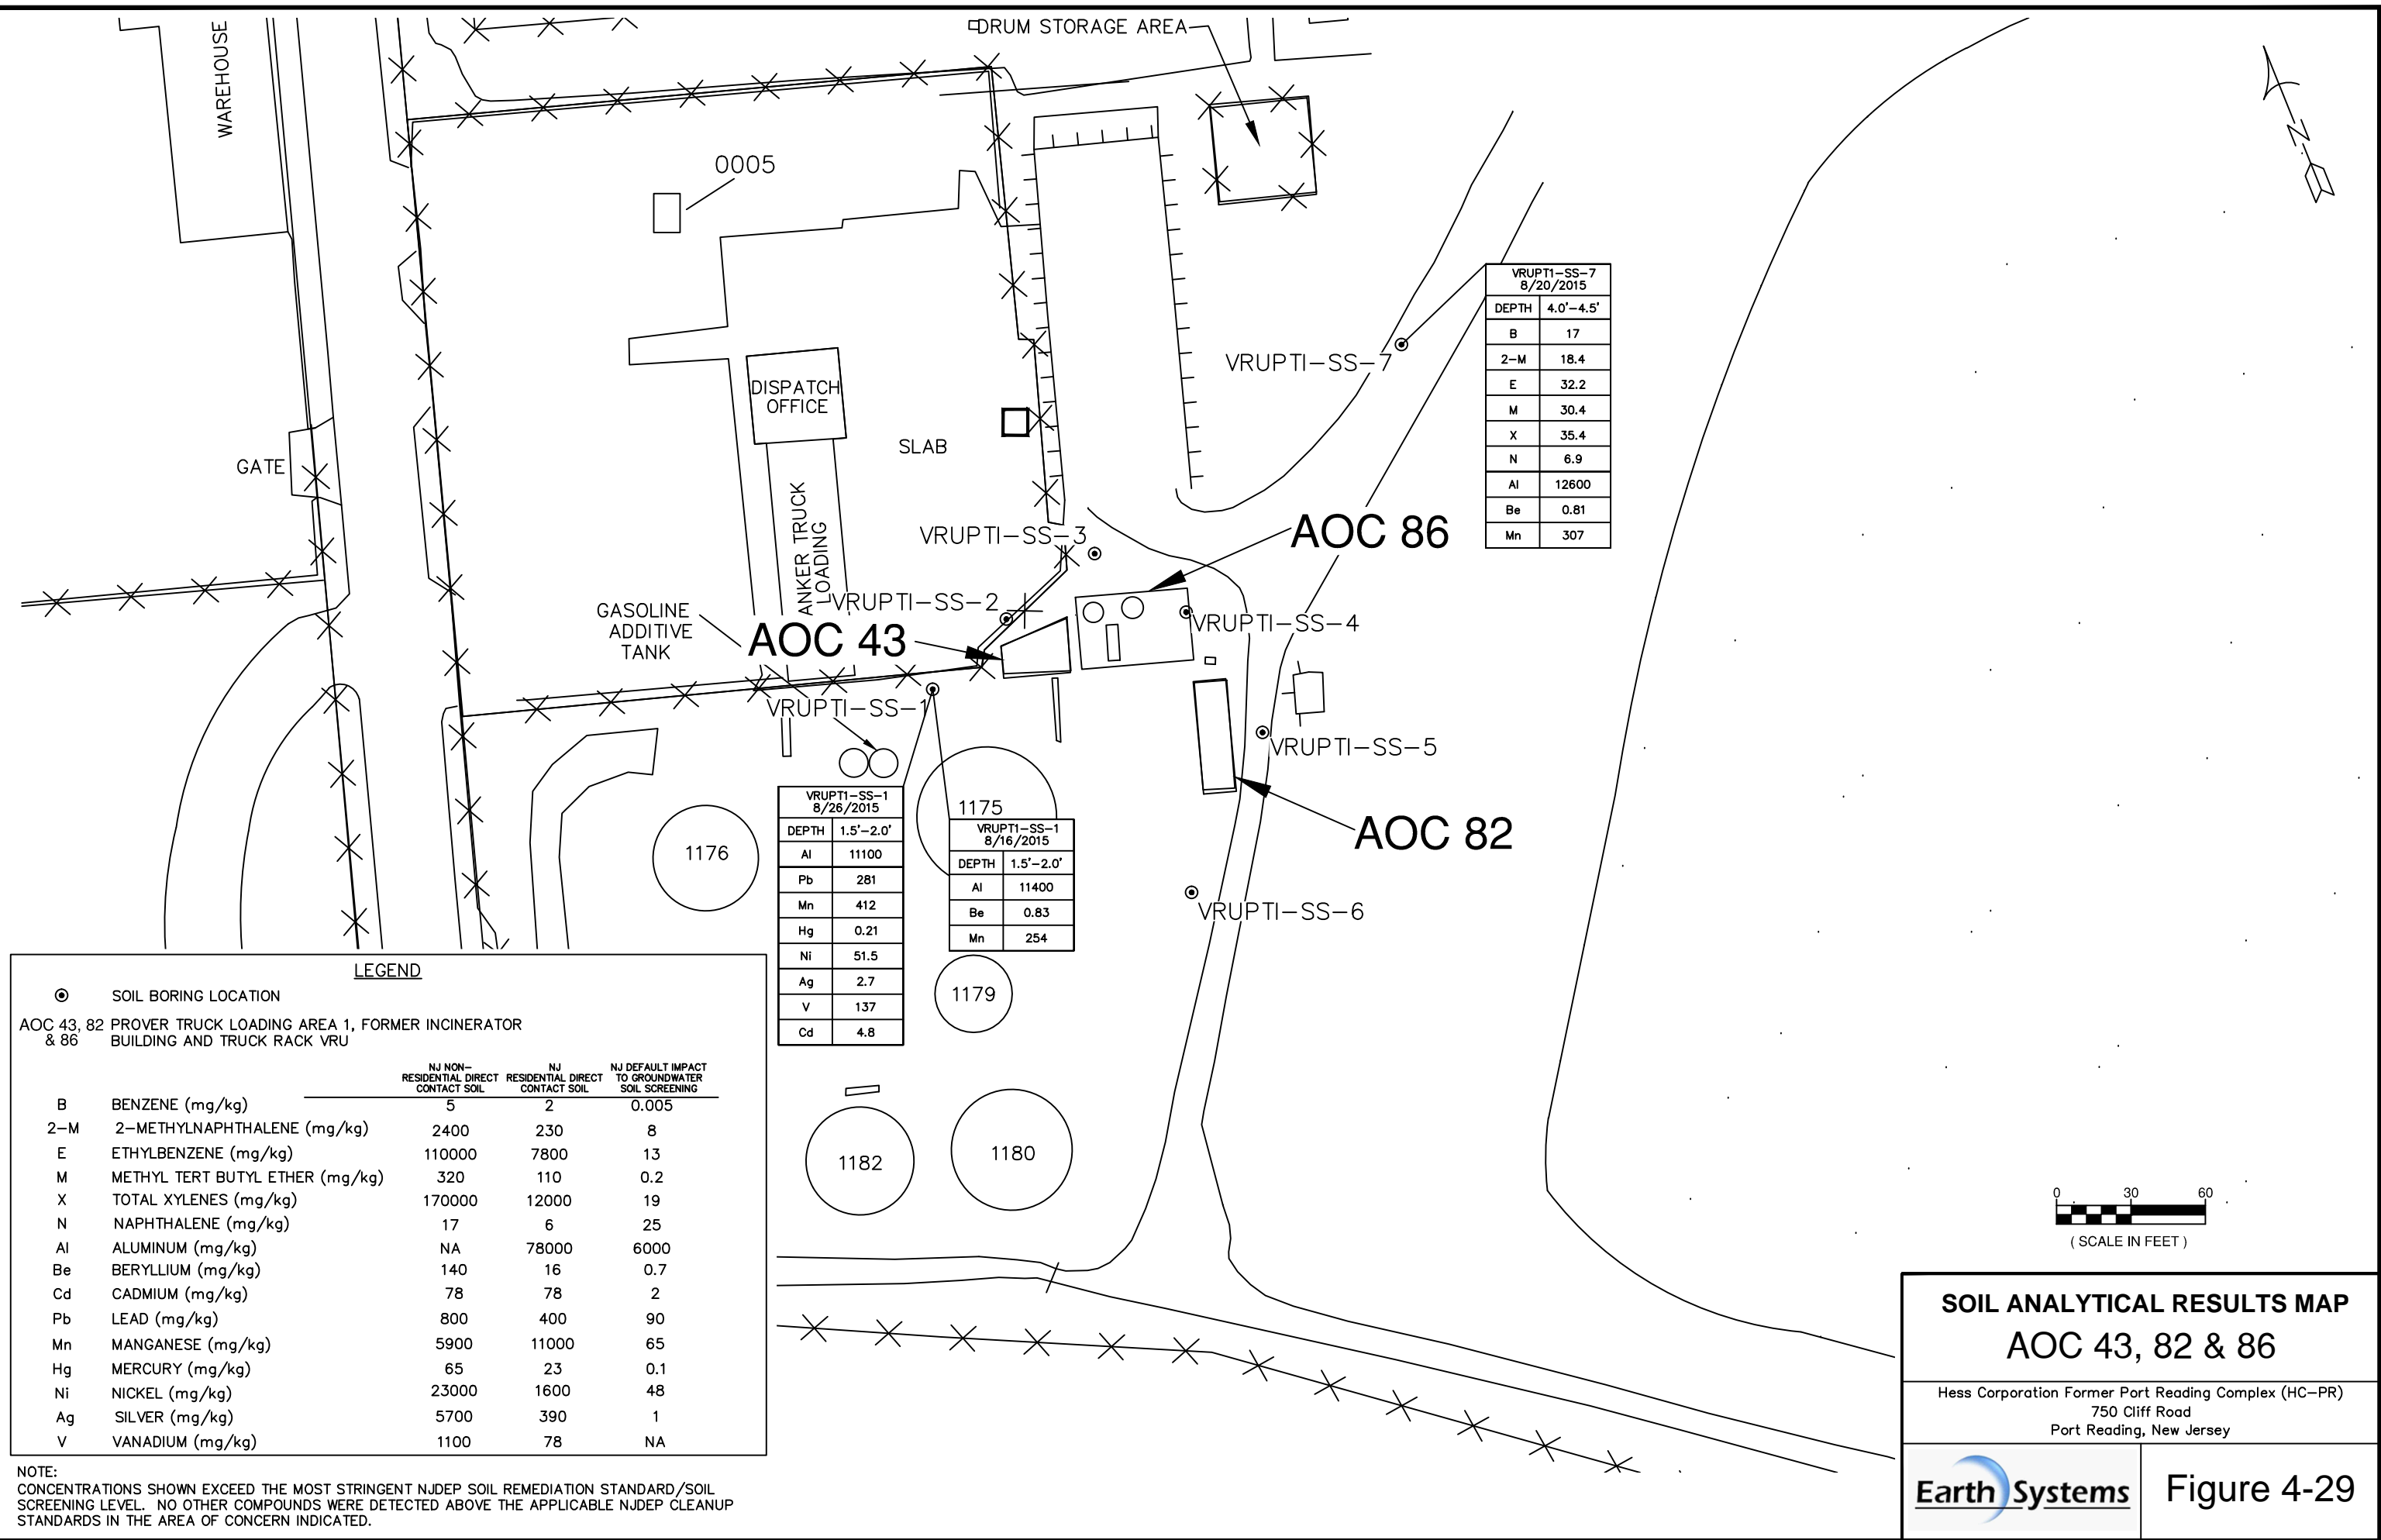 DRUM STORAGE AREA
WAREHOUSE
N
0005
VRUPT1-SS-7
8/20/2015
DEPTH 4.0'-4.5'
B 17
2-M 18.4
E 32.2
M 30.4
X 35.4
N 6.9
Al 12600
Be 0.81
Mn 307
VRUPTI-SS-7
DISPATCH
OFFICE
SLAB
GATE
ANKER TRUCK
LOADING
VRUPTI-SS-3
AOC 86
VRUPTI-SS-2
GASOLINE
ADDITIVE
TANK
AOC 43
VRUPTI-SS-4
VRUPTI-SS-1
VRUPTI-SS-5
AOC 82
VRUPTI-SS-6
1176
1175
VRUPT1-SS-1
8/26/2015
DEPTH 1.5'-2.0'
Al 11100
Pb 281
Mn 412
Hg 0.21
Ni 51.5
Ag 2.7
V 137
Cd 4.8
VRUPT1-SS-1
8/16/2015
DEPTH 1.5'-2.0'
Al 11400
Be 0.83
Mn 254
1179
1182
1180
LEGEND
SOIL BORING LOCATION
AOC 43, 82 PROVER TRUCK LOADING AREA 1, FORMER INCINERATOR
& 86 BUILDING AND TRUCK RACK VRU
NJ NON- NJ NJ DEFAULT IMPACT
RESIDENTIAL DIRECT RESIDENTIAL DIRECT TO GROUNDWATER
CONTACT SOIL CONTACT SOIL SOIL SCREENING
B BENZENE (mg/kg) 5 2 0.005
2-M 2-METHYLNAPHTHALENE (mg/kg) 2400 230 8
E ETHYLBENZENE (mg/kg) 110000 7800 13
M METHYL TERT BUTYL ETHER (mg/kg) 320 110 0.2
X TOTAL XYLENES (mg/kg) 170000 12000 19
N NAPHTHALENE (mg/kg) 17 6 25
Al ALUMINUM (mg/kg) NA 78000 6000
Be BERYLLIUM (mg/kg) 140 16 0.7
Cd CADMIUM (mg/kg) 78 78 2
Pb LEAD (mg/kg) 800 400 90
Mn MANGANESE (mg/kg) 5900 11000 65
Hg MERCURY (mg/kg) 65 23 0.1
Ni NICKEL (mg/kg) 23000 1600 48
Ag SILVER (mg/kg) 5700 390 1
V VANADIUM (mg/kg) 1100 78 NA
NOTE:
CONCENTRATIONS SHOWN EXCEED THE MOST STRINGENT NJDEP SOIL REMEDIATION STANDARD/SOIL
SCREENING LEVEL. NO OTHER COMPOUNDS WERE DETECTED ABOVE THE APPLICABLE NJDEP CLEANUP
STANDARDS IN THE AREA OF CONCERN INDICATED.
0 30 60
( SCALE IN FEET )
SOIL ANALYTICAL RESULTS MAP
AOC 43, 82 & 86
Hess Corporation Former Port Reading Complex (HC-PR)
750 Cliff Road
Port Reading, New Jersey
Earth Systems
Figure 4-29